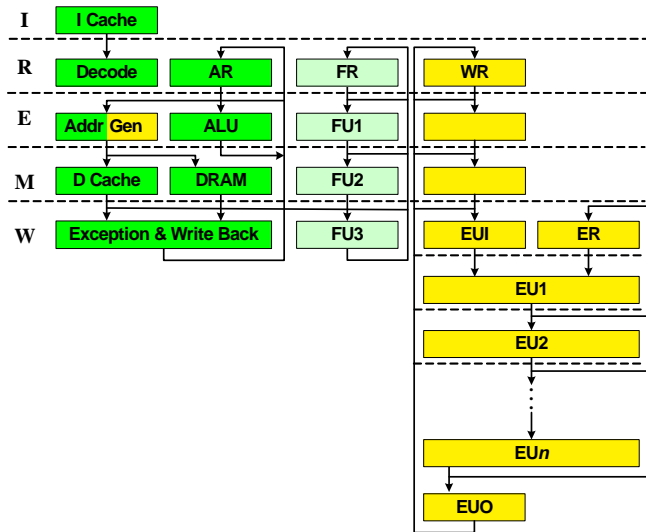 I
I Cache
R
Decode
AR
FR
WR
E
Addr Gen
ALU
FU1
M
D Cache
DRAM
FU2
W
Exception & Write Back
FU3
EUI
ER
EU1
EU2
EUn
EUO